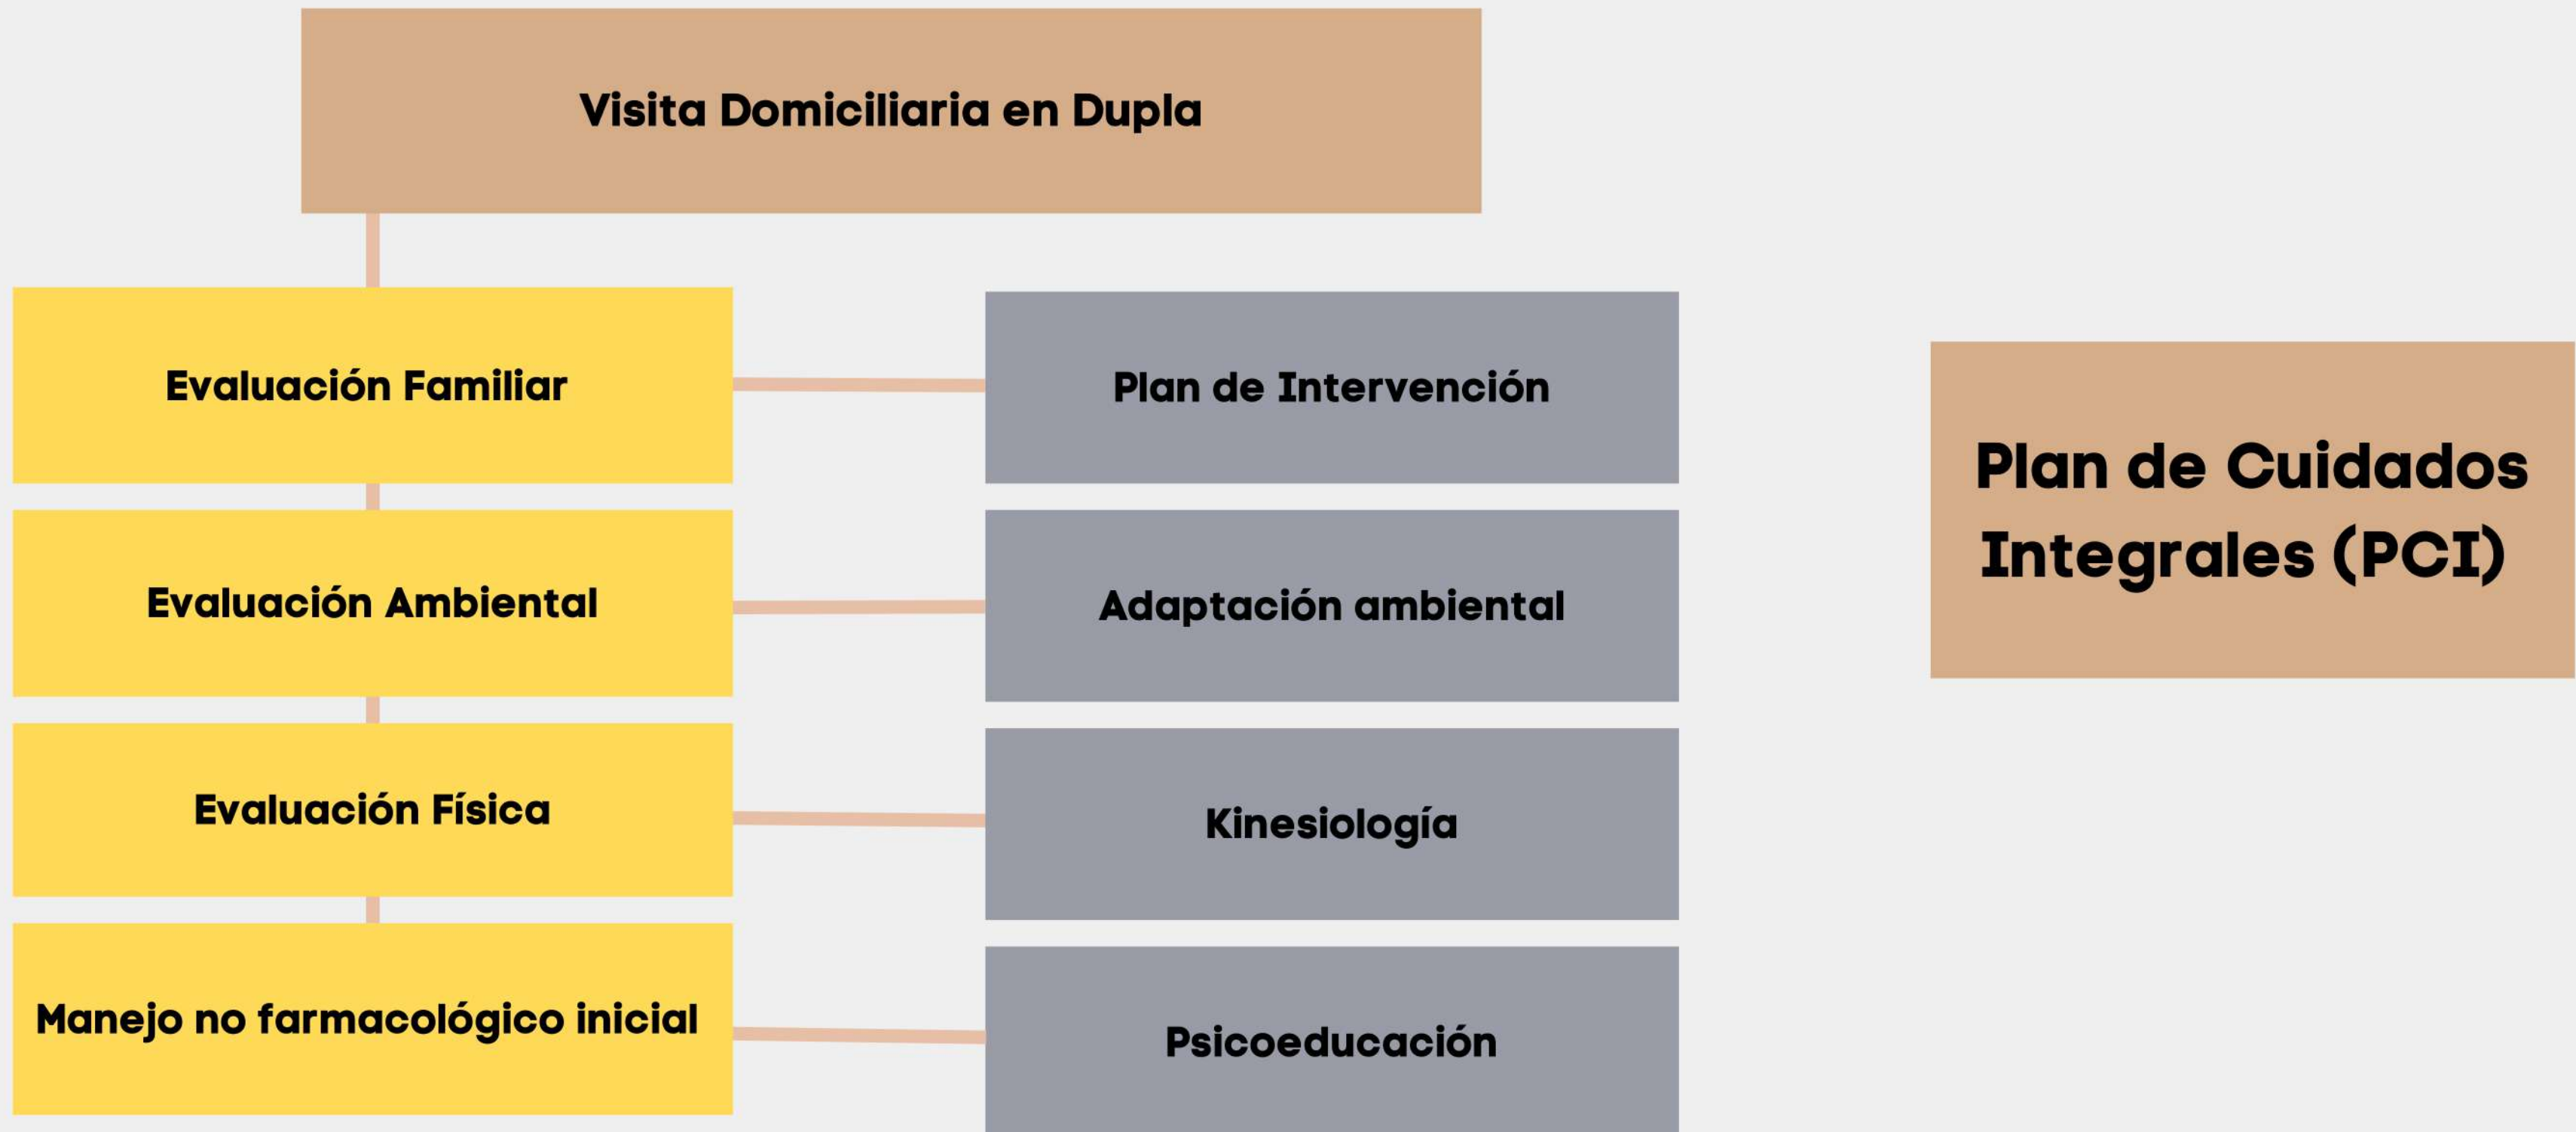 Visita Domiciliaria en Dupla
Evaluación Familiar
Plan de Intervención
Evaluación Ambiental
Adaptación ambiental
Evaluación Física
Kinesiología
Manejo no farmacológico inicial
Psicoeducación
Plan de Cuidados
Integrales (PCI)